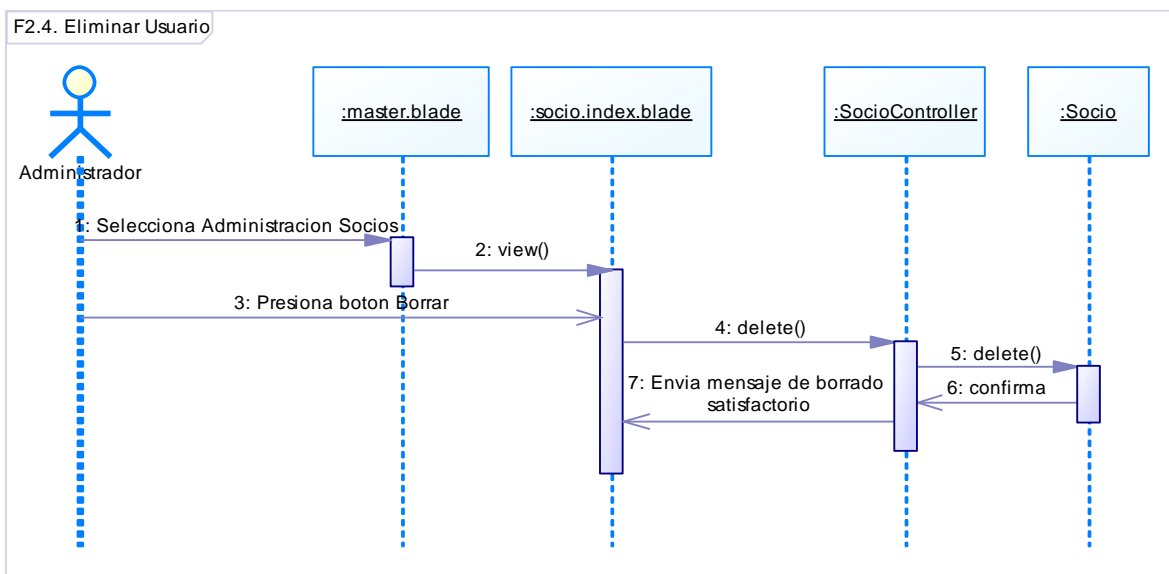 F2.4. Eliminar Usuario
:master.blade
:socio.index.blade
:SocioController
:Socio
Administrador
1: Selecciona Administracion Socios
2: view()
3: Presiona boton Borrar
4: delete()
5: delete()
6: confirma
7: Envia mensaje de borrado
satisfactorio